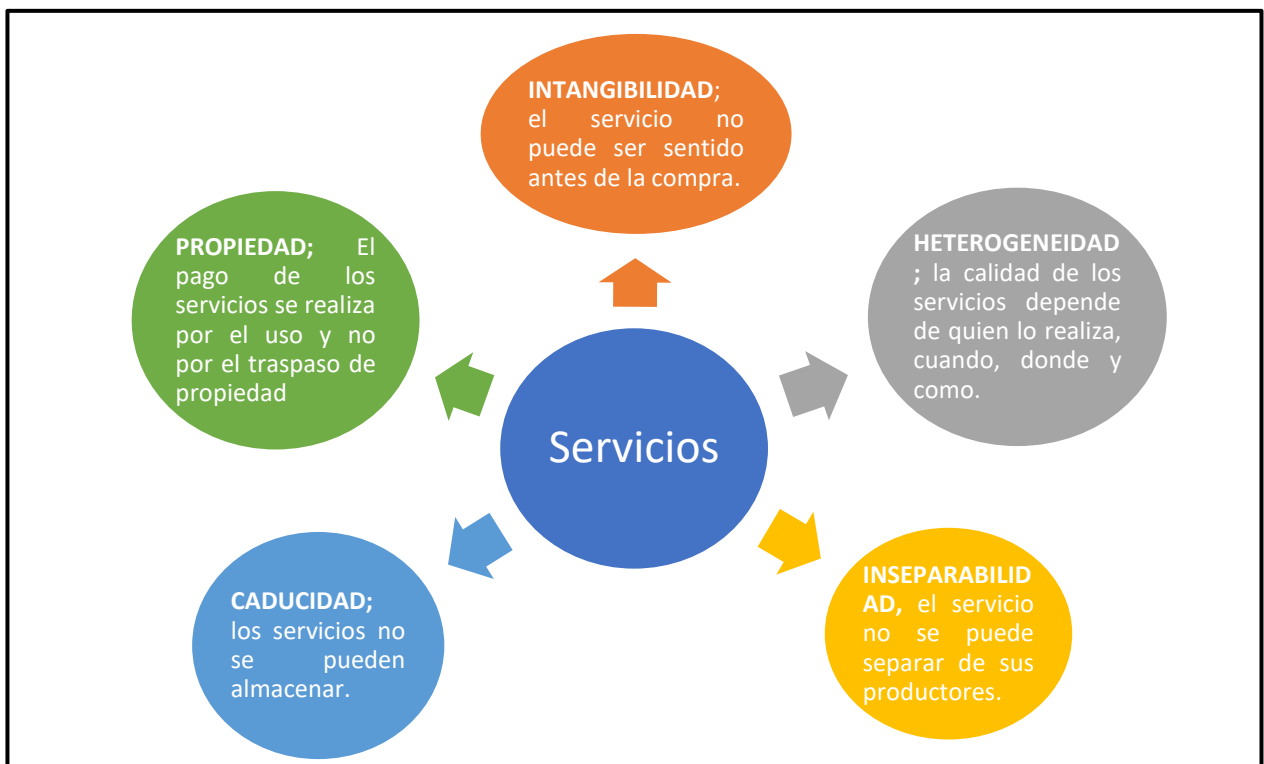 INTANGIBILIDAD;
el servicio no
puede ser sentido
antes de la compra.
PROPIEDAD; El
pago de los
servicios se realiza
por el uso y no
por el traspaso de
propiedad
HETEROGENEIDAD
; la calidad de los
servicios depende
de quien lo realiza,
cuando, donde y
como.
Servicios
CADUCIDAD;
los servicios no
se pueden
almacenar.
INSEPARABILID
AD, el servicio
no se puede
separar de sus
productores.